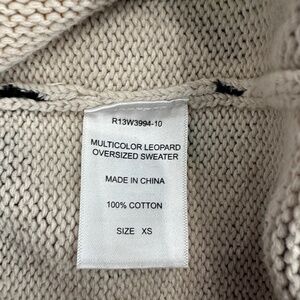 R13W3994-10
MULTICOLOR LEOPARD
OVERSIZED SWEATER
MADE IN CHINA
100% COTTON
SIZE XS